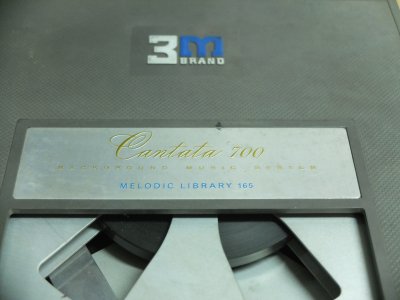 3M
BRAND
Cantata 700
BACKGROUND MUSIC SYSTEM
MELODIC LIBRARY 165